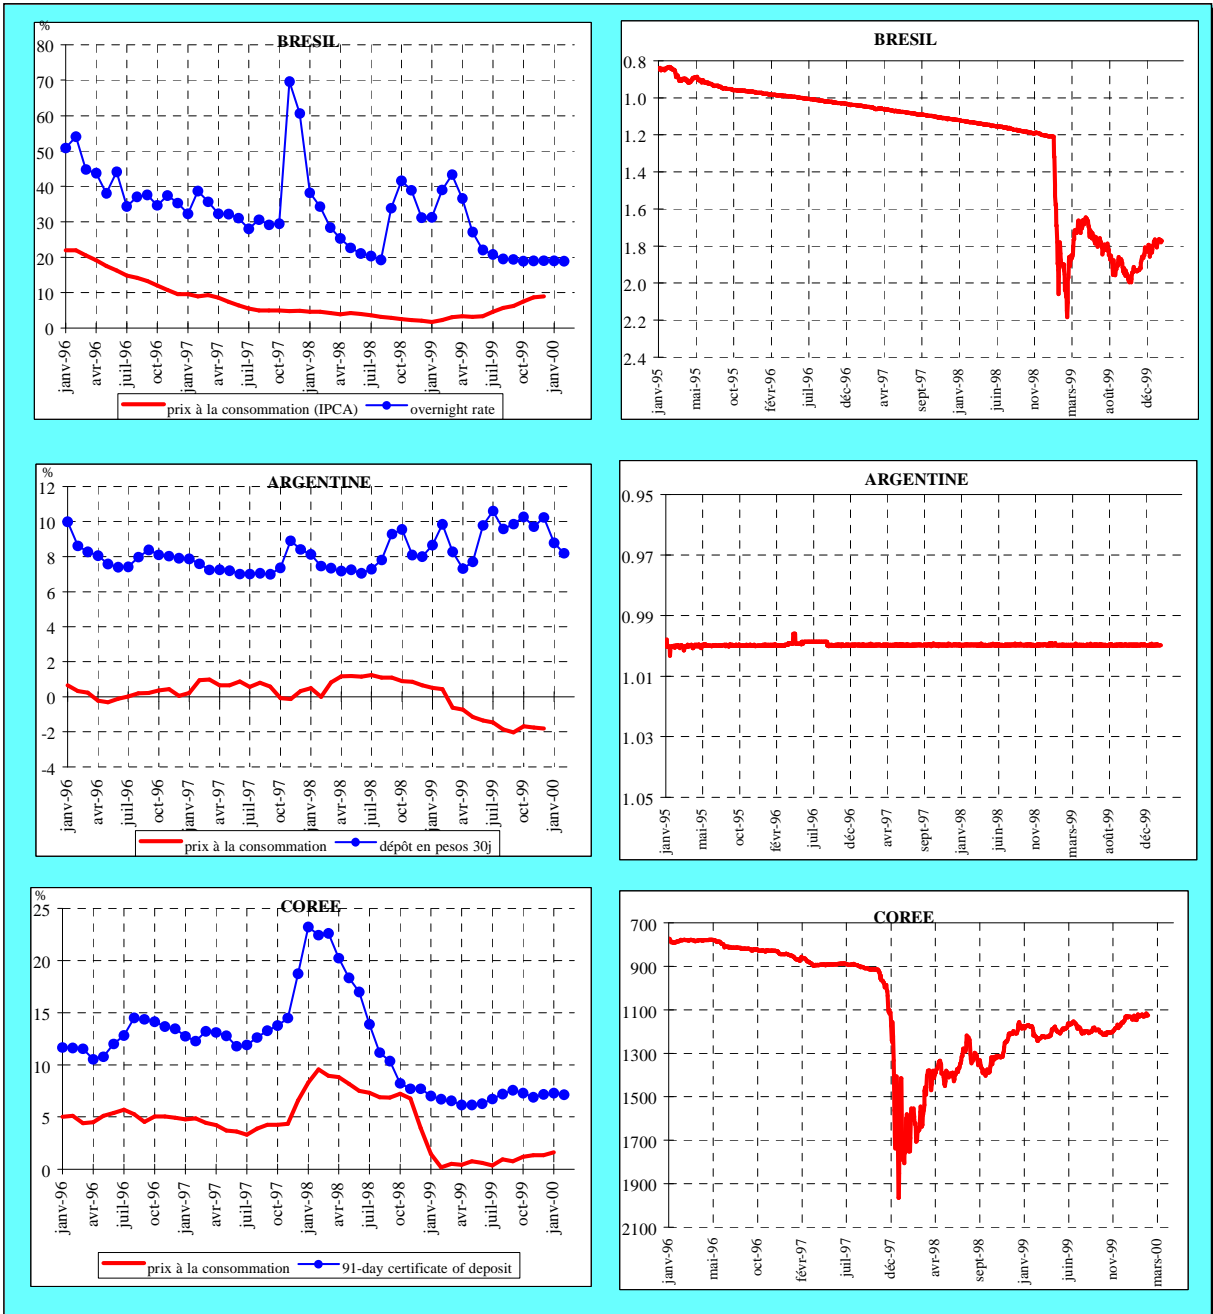 %
BRESIL
80
70
60
50
40
30
20
10
0
janv-96
avr-96
juil-96
oct-96
janv-97
avr-97
juil-97
oct-97
janv-98
avr-98
juil-98
oct-98
janv-99
avr-99
juil-99
oct-99
janv-00
prix à la consommation (IPCA)
overnight rate
BRESIL
0.8
1.0
1.2
1.4
1.6
1.8
2.0
2.2
2.4
janv-95
mai-95
oct-95
févr-96
juil-96
déc-96
avr-97
sept-97
janv-98
juin-98
nov-98
mars-99
août-99
déc-99
%
ARGENTINE
12
10
8
6
4
2
0
-2
-4
janv-96
avr-96
juil-96
oct-96
janv-97
avr-97
juil-97
oct-97
janv-98
avr-98
juil-98
oct-98
janv-99
avr-99
juil-99
oct-99
janv-00
prix à la consommation
dépôt en pesos 30j
ARGENTINE
0.95
0.97
0.99
1.01
1.03
1.05
janv-95
mai-95
oct-95
févr-96
juil-96
déc-96
avr-97
sept-97
janv-98
juin-98
nov-98
mars-99
août-99
déc-99
%
COREE
25
20
15
10
5
0
janv-96
avr-96
juil-96
oct-96
janv-97
avr-97
juil-97
oct-97
janv-98
avr-98
juil-98
oct-98
janv-99
avr-99
juil-99
oct-99
janv-00
prix à la consommation
91-day certificate of deposit
COREE
700
900
1100
1300
1500
1700
1900
2100
janv-96
mai-96
oct-96
févr-97
juil-97
déc-97
avr-98
sept-98
janv-99
juin-99
nov-99
mars-00